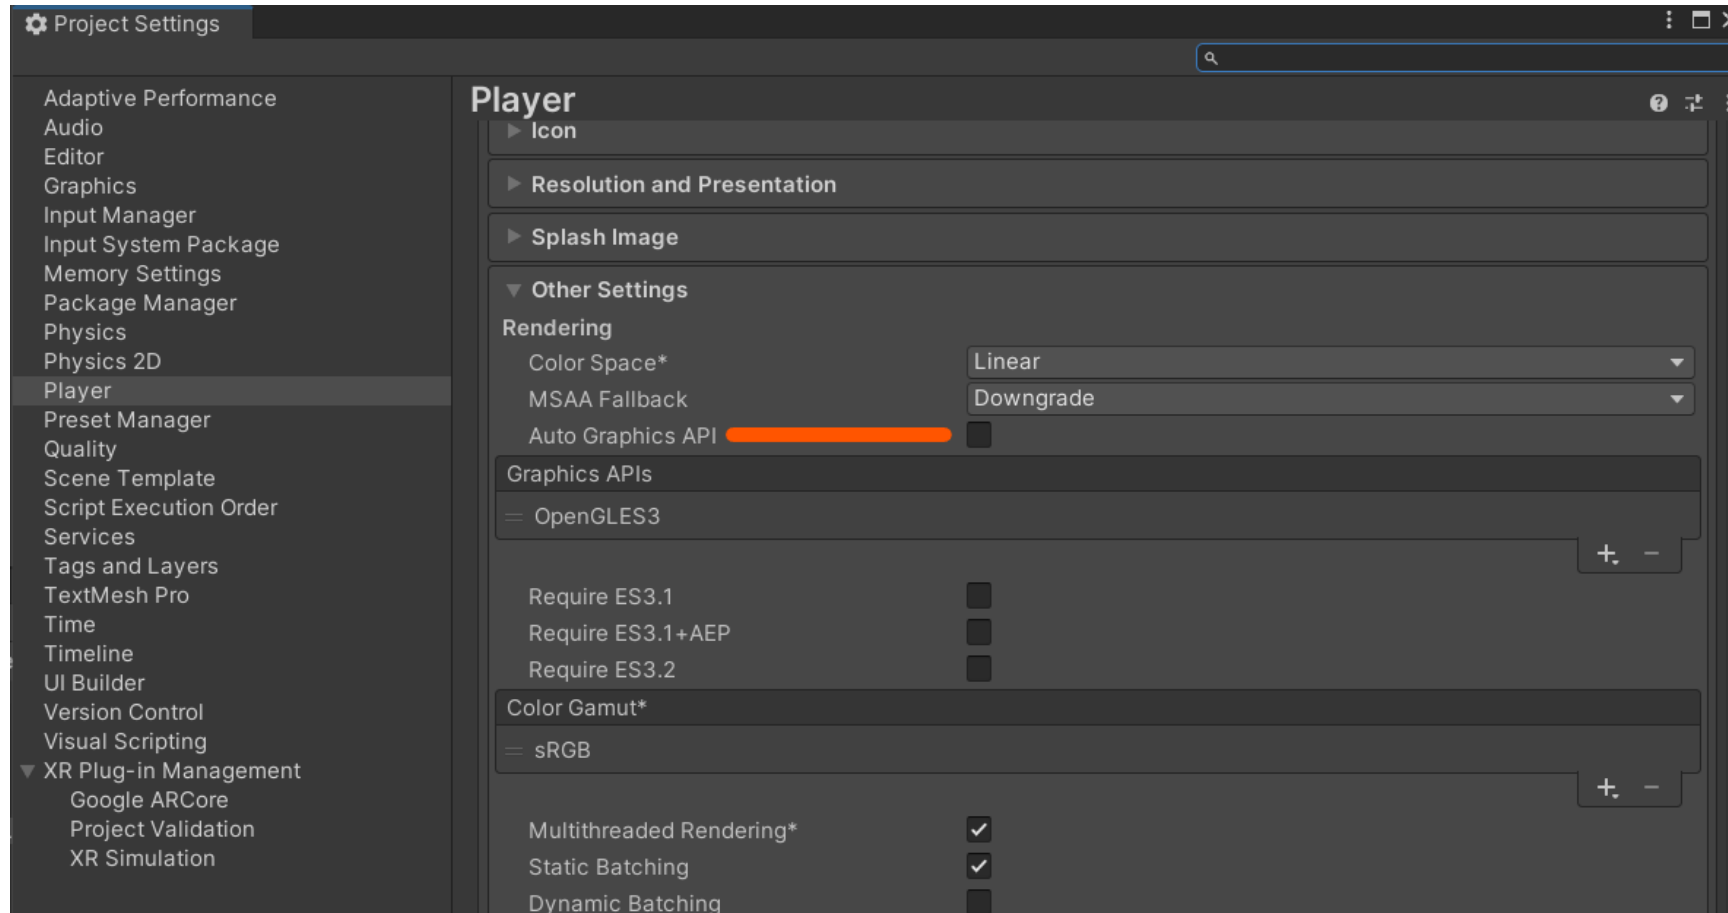 Project Settings
Adaptive Performance
Audio
Editor
Graphics
Input Manager
Input System Package
Memory Settings
Package Manager
Physics
Physics 2D
Player
Preset Manager
Quality
Scene Template
Script Execution Order
Services
Tags and Layers
TextMesh Pro
Time
Timeline
UI Builder
Version Control
Visual Scripting
XR Plug-in Management
Google ARCore
Project Validation
XR Simulation
Player
Icon
Resolution and Presentation
Splash Image
Other Settings
Rendering
Color Space* Linear
MSAA Fallback Downgrade
Auto Graphics API
Graphics APIs
OpenGLES3
Require ES3.1
Require ES3.1+AEP
Require ES3.2
Color Gamut*
sRGB
Multithreaded Rendering*
Static Batching
Dynamic Batching